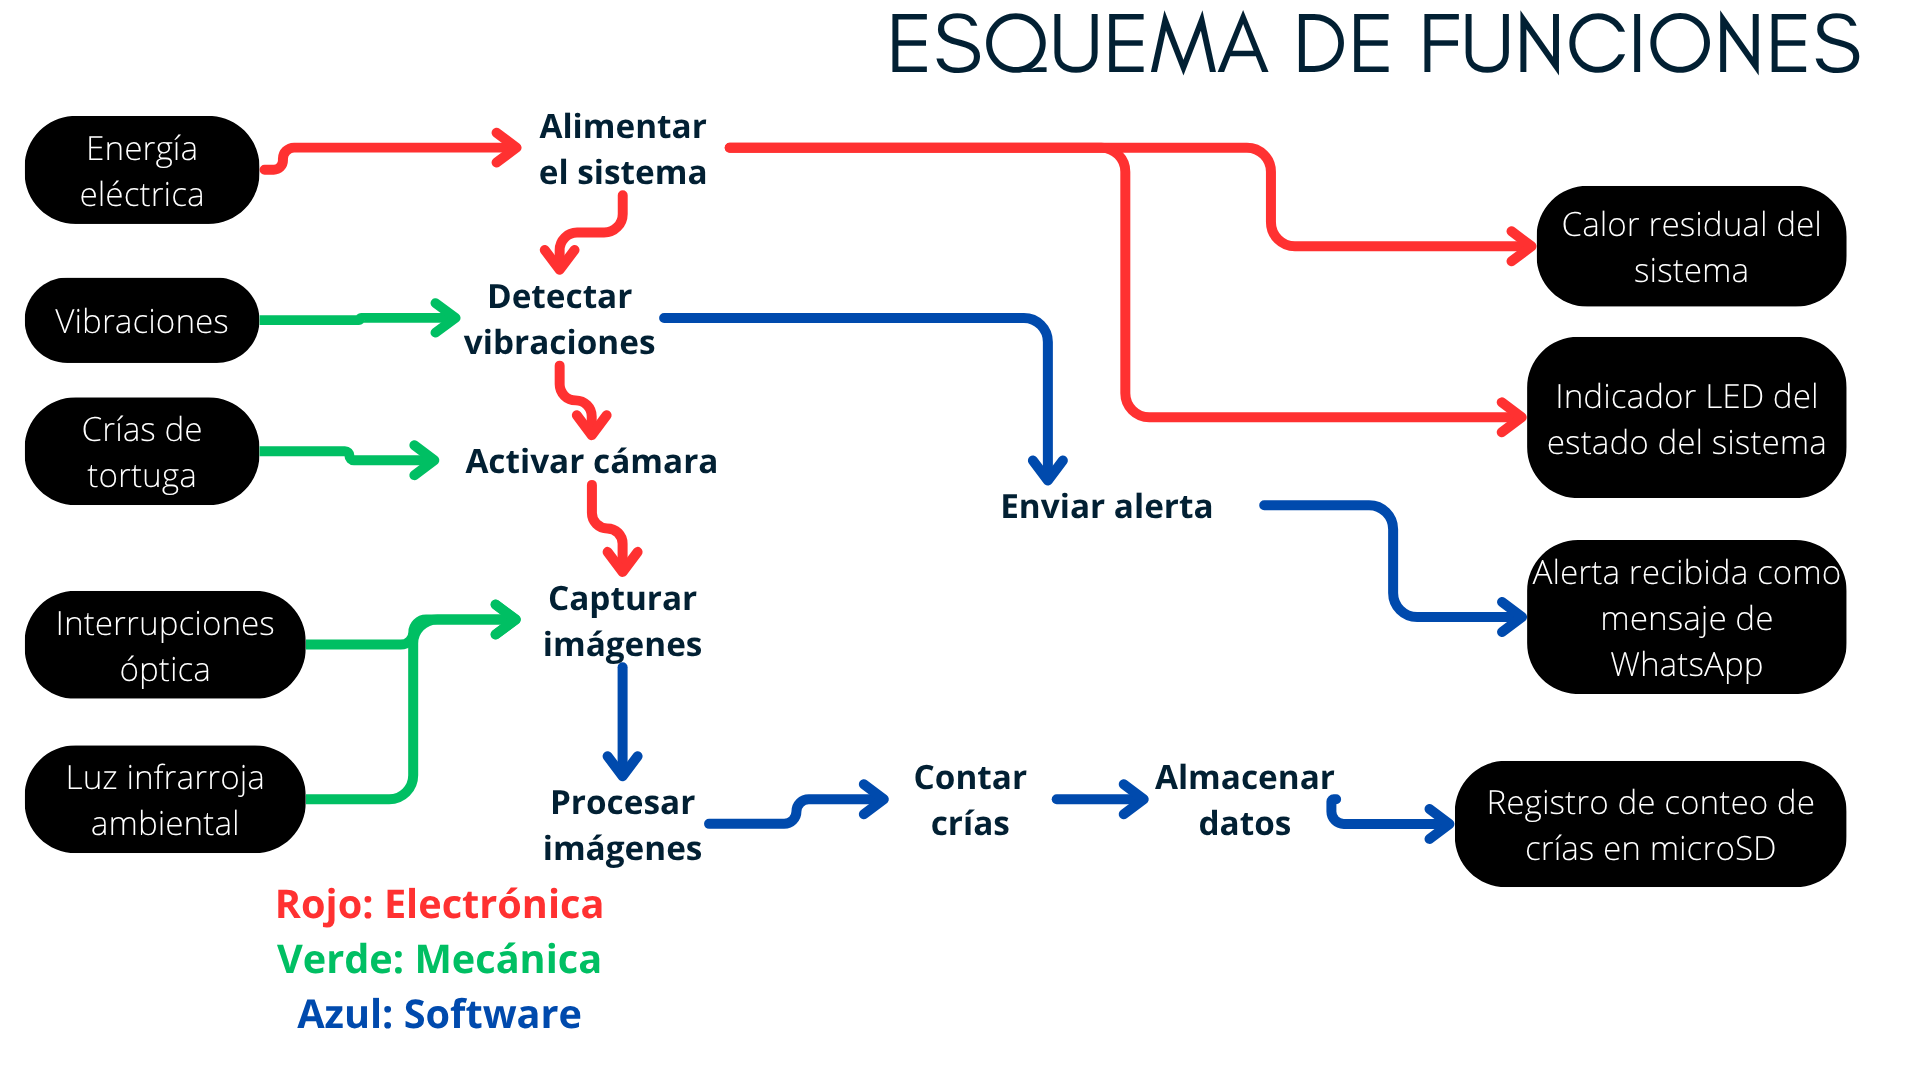 ESQUEMA DE FUNCIONES
Energía
eléctrica
Alimentar
el sistema
Calor residual del
sistema
Vibraciones
Detectar
vibraciones
Indicador LED del
estado del sistema
Crías de
tortuga
Activar cámara
Enviar alerta
Alerta recibida como
mensaje de
WhatsApp
Interrupciones
óptica
Capturar
imágenes
Luz infrarroja
ambiental
Procesar
imágenes
Contar
crías
Almacenar
datos
Registro de conteo de
crías en microSD
Rojo: Electrónica
Verde: Mecánica
Azul: Software